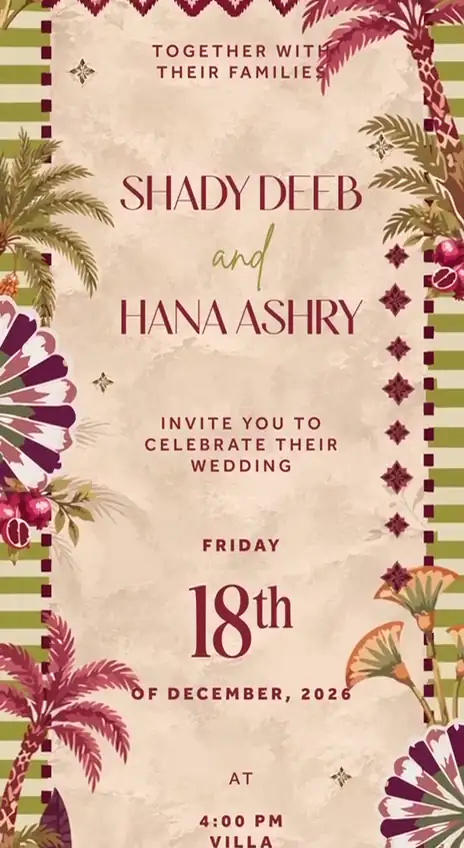 TOGETHER WITH
THEIR FAMILIES
SHADY DEEB
and
HANA ASHRY
INVITE YOU TO
CELEBRATE THEIR
WEDDING
FRIDAY
18th
OF DECEMBER, 2026
AT
4:00 PM
VILLA